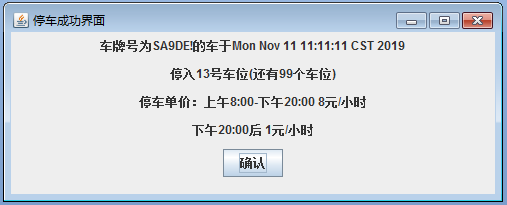 停车成功界面
车牌号为SA9DE!的车于Mon Nov 11 11:11:11 CST 2019
停入13号车位(还有99个车位)
停车单价：上午8:00-下午20:00 8元/小时
下午20:00后 1元/小时
确认